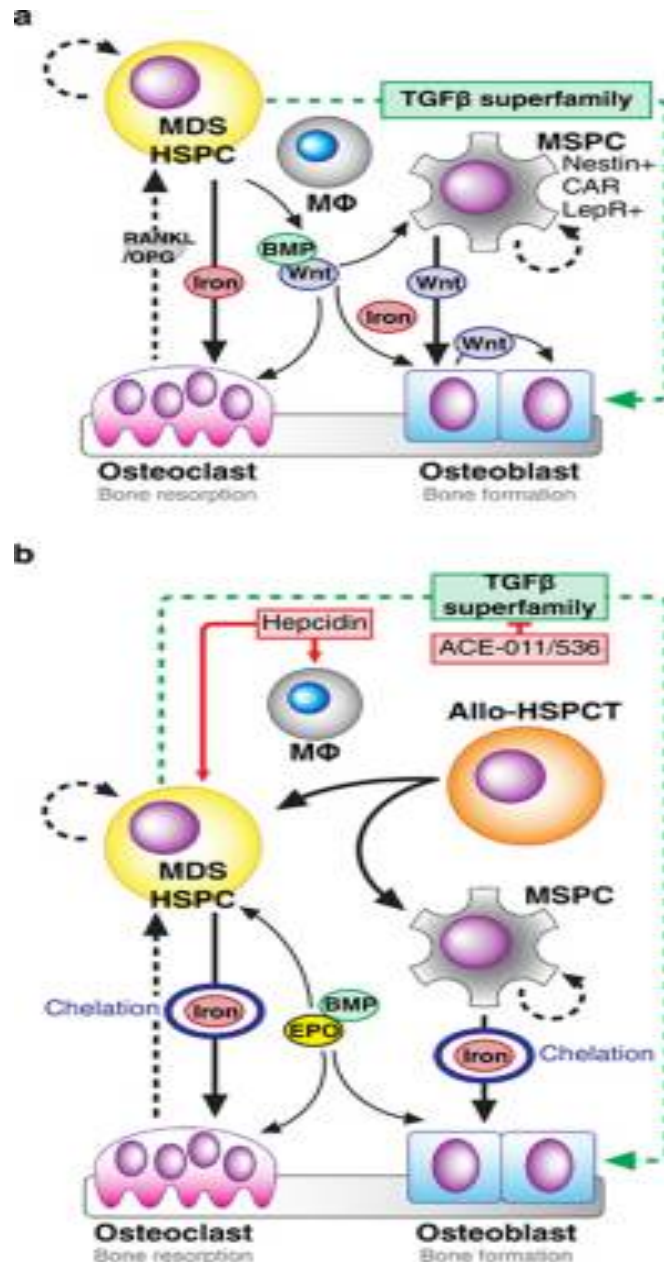 a
TGFβ superfamily
MDS
HSPC
MΦ
MSPC
Nestin+
CAR
LepR+
RANKL
/OPG
BMP
Wnt
Iron
Wnt
Iron
Wnt
Osteoclast
Bone resorption
Osteoblast
Bone formation
b
TGFβ
superfamily
Hepcidin
ACE-011/536
MΦ
Allo-HSPCT
MDS
HSPC
MSPC
Chelation
Iron
BMP
EPO
Iron
Chelation
Osteoclast
Bone resorption
Osteoblast
Bone formation